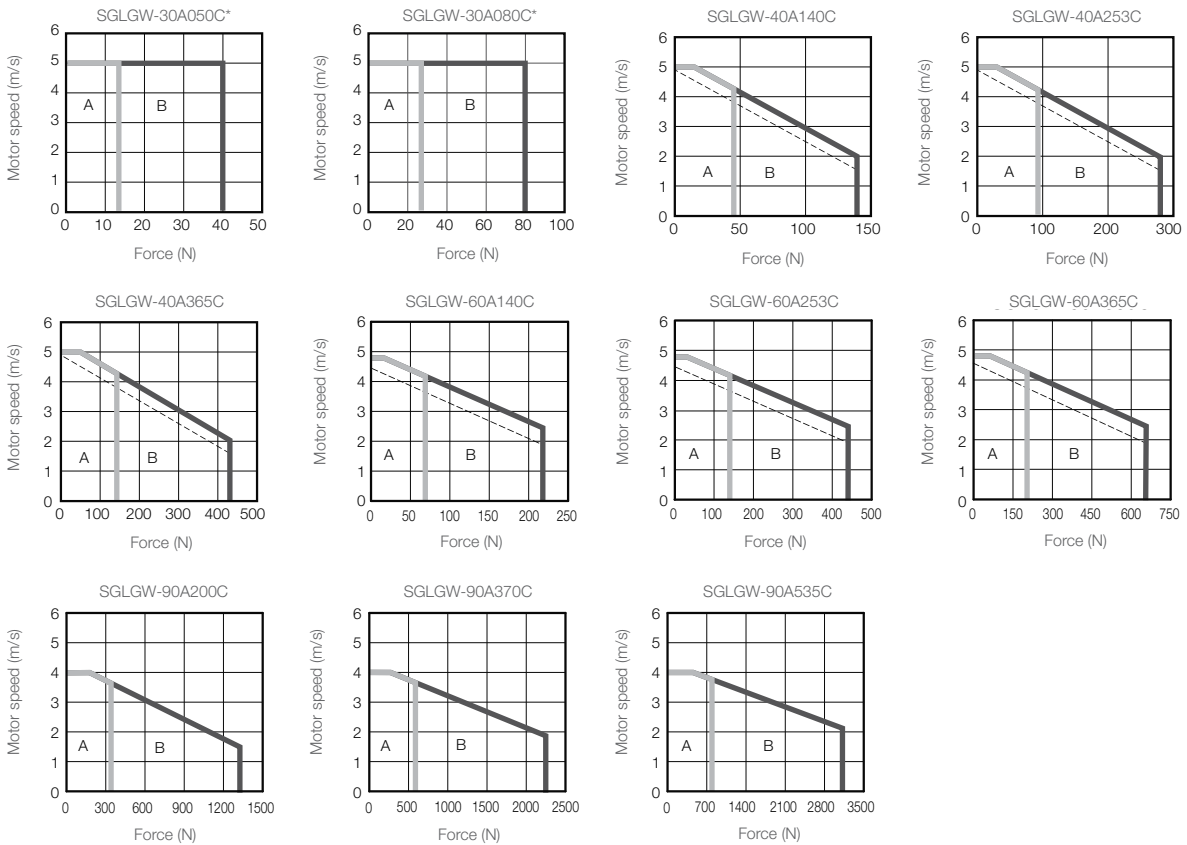 SGLGW-30A050C*
Motor speed (m/s)
6
5
4
3
2
1
0
A
B
0 10 20 30 40 50
Force (N)
SGLGW-30A080C*
Motor speed (m/s)
6
5
4
3
2
1
0
A
B
0 20 40 60 80 100
Force (N)
SGLGW-40A140C
Motor speed (m/s)
6
5
4
3
2
1
0
A
B
0 50 100 150
Force (N)
SGLGW-40A253C
Motor speed (m/s)
6
5
4
3
2
1
0
A
B
0 100 200 300
Force (N)
SGLGW-40A365C
Motor speed (m/s)
6
5
4
3
2
1
0
A
B
0 100 200 300 400 500
Force (N)
SGLGW-60A140C
Motor speed (m/s)
6
5
4
3
2
1
0
A
B
0 50 100 150 200 250
Force (N)
SGLGW-60A253C
Motor speed (m/s)
6
5
4
3
2
1
0
A
B
0 100 200 300 400 500
Force (N)
SGLGW-60A365C
Motor speed (m/s)
6
5
4
3
2
1
0
A
B
0 150 300 450 600 750
Force (N)
SGLGW-90A200C
Motor speed (m/s)
6
5
4
3
2
1
0
A
B
0 300 600 900 1200 1500
Force (N)
SGLGW-90A370C
Motor speed (m/s)
6
5
4
3
2
1
0
A
B
0 500 1000 1500 2000 2500
Force (N)
SGLGW-90A535C
Motor speed (m/s)
6
5
4
3
2
1
0
A
B
0 700 1400 2100 2800 3500
Force (N)